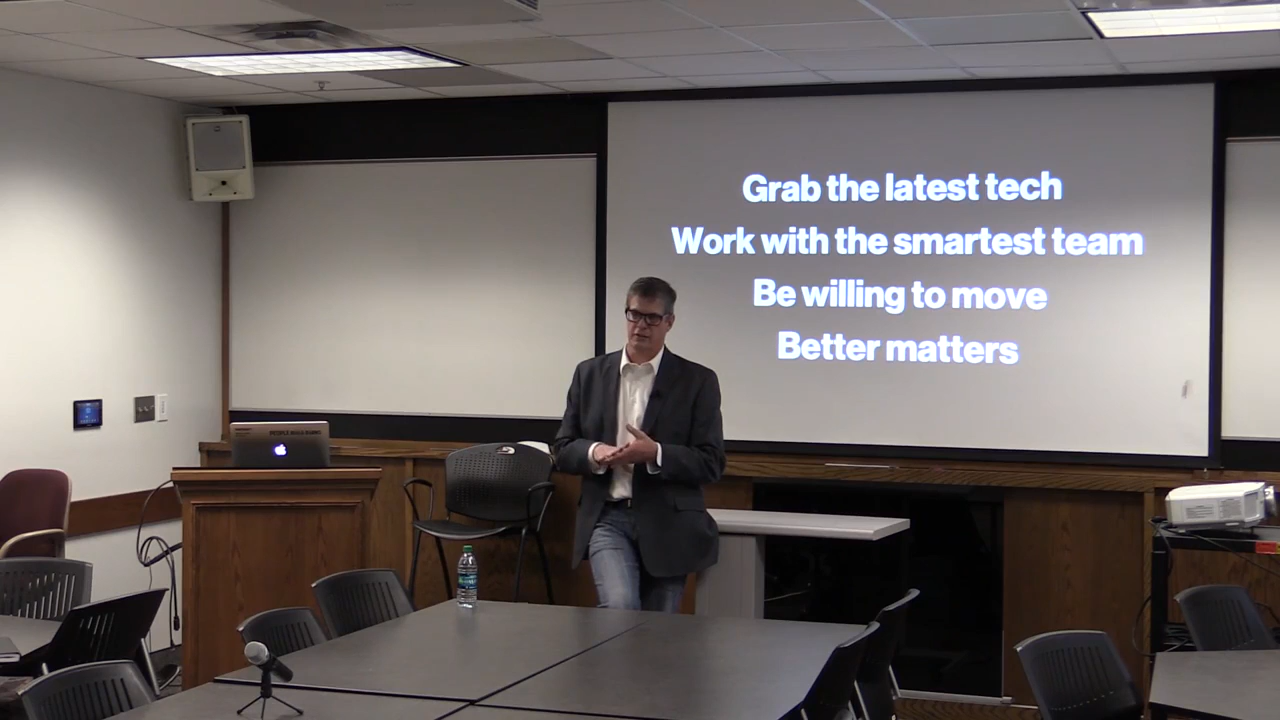 Grab the latest tech
Work with the smartest team
Be willing to move
Better matters